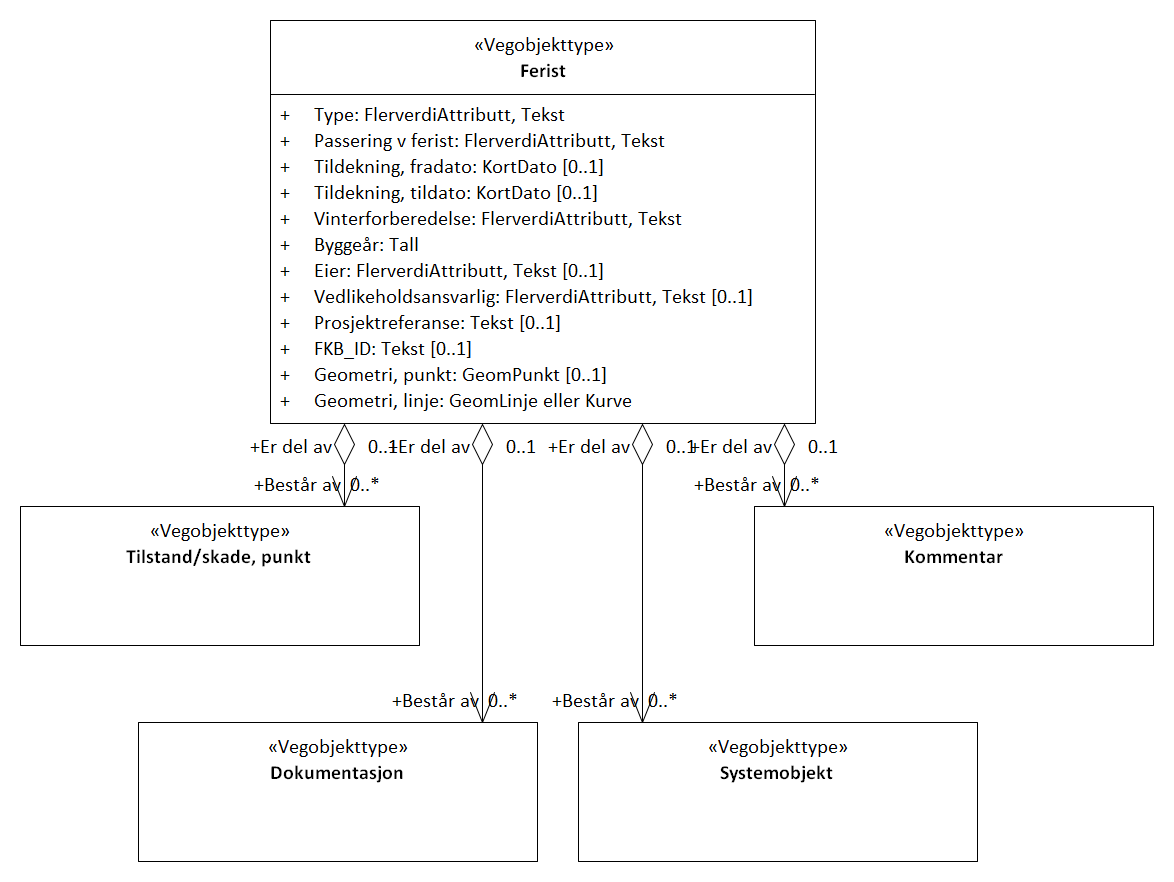 «Vegobjekttype»
Ferist
+ Type: FlerverdiAttributt, Tekst
+ Passering v ferist: FlerverdiAttributt, Tekst
+ Tildekning, fradato: KortDato [0..1]
+ Tildekning, tildato: KortDato [0..1]
+ Vinterforberedelse: FlerverdiAttributt, Tekst
+ Byggeår: Tall
+ Eier: FlerverdiAttributt, Tekst [0..1]
+ Vedlikeholdsansvarlig: FlerverdiAttributt, Tekst [0..1]
+ Prosjektreferanse: Tekst [0..1]
+ FKB_ID: Tekst [0..1]
+ Geometri, punkt: GeomPunkt [0..1]
+ Geometri, linje: GeomLinje eller Kurve
+Er del av 0..1 +Er del av 0..1 +Er del av 0..1 +Er del av 0..1
+Består av 0..* +Består av 0..*
«Vegobjekttype»
Tilstand/skade, punkt
«Vegobjekttype»
Kommentar
+Består av 0..* +Består av 0..*
«Vegobjekttype»
Dokumentasjon
«Vegobjekttype»
Systemobjekt